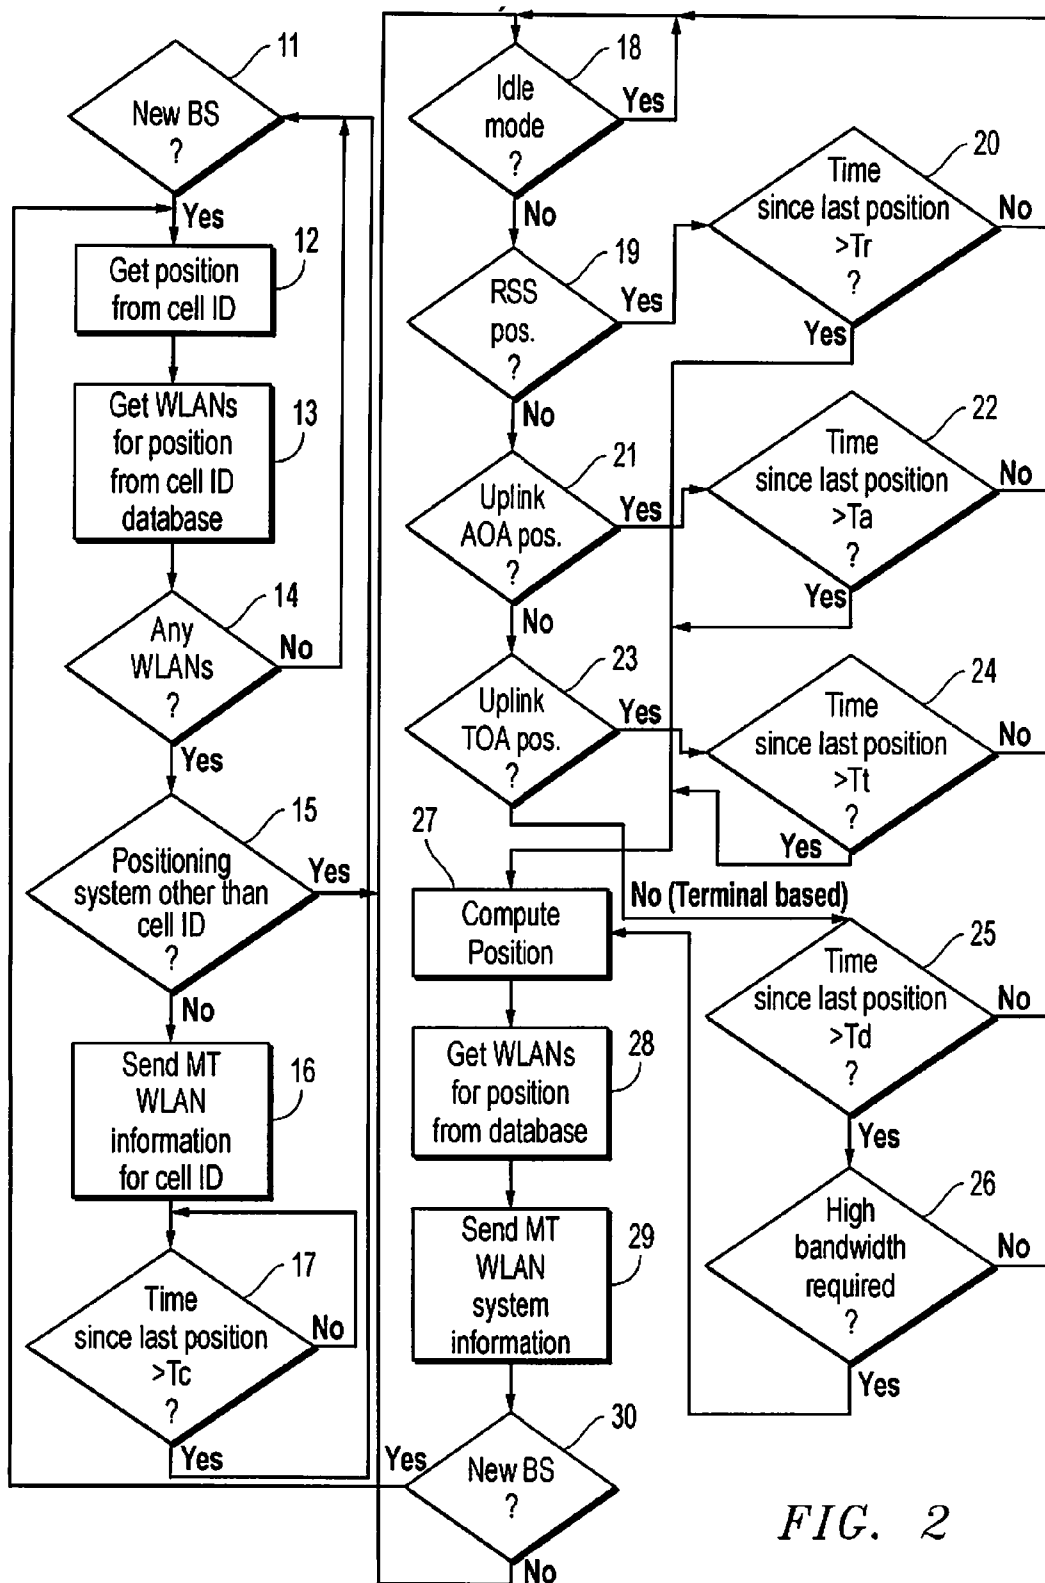 11
New BS
?
Yes
12
Get position
from cell ID
Get WLANs
for position
from cell ID
database
13
14
Any
WLANs
?
No
Yes
15
Positioning
system other than
cell ID
?
Yes
No
Send MT
WLAN
information
for cell ID
16
17
Time
since last position
>Tc
?
No
Yes
18
Idle
mode
?
Yes
No
19
RSS
pos.
?
Yes
No
20
Time
since last position
>Tr
?
No
Yes
21
Uplink
AOA pos.
?
Yes
No
22
Time
since last position
>Ta
?
No
Yes
23
Uplink
TOA pos.
?
Yes
No (Terminal based)
24
Time
since last position
>Tt
?
No
Yes
25
Time
since last position
>Td
?
No
Yes
26
High
bandwidth
required
?
No
Yes
27
Compute
Position
Get WLANs
for position
from database
28
Send MT
WLAN
system
information
29
30
New BS
?
Yes
No
FIG. 2